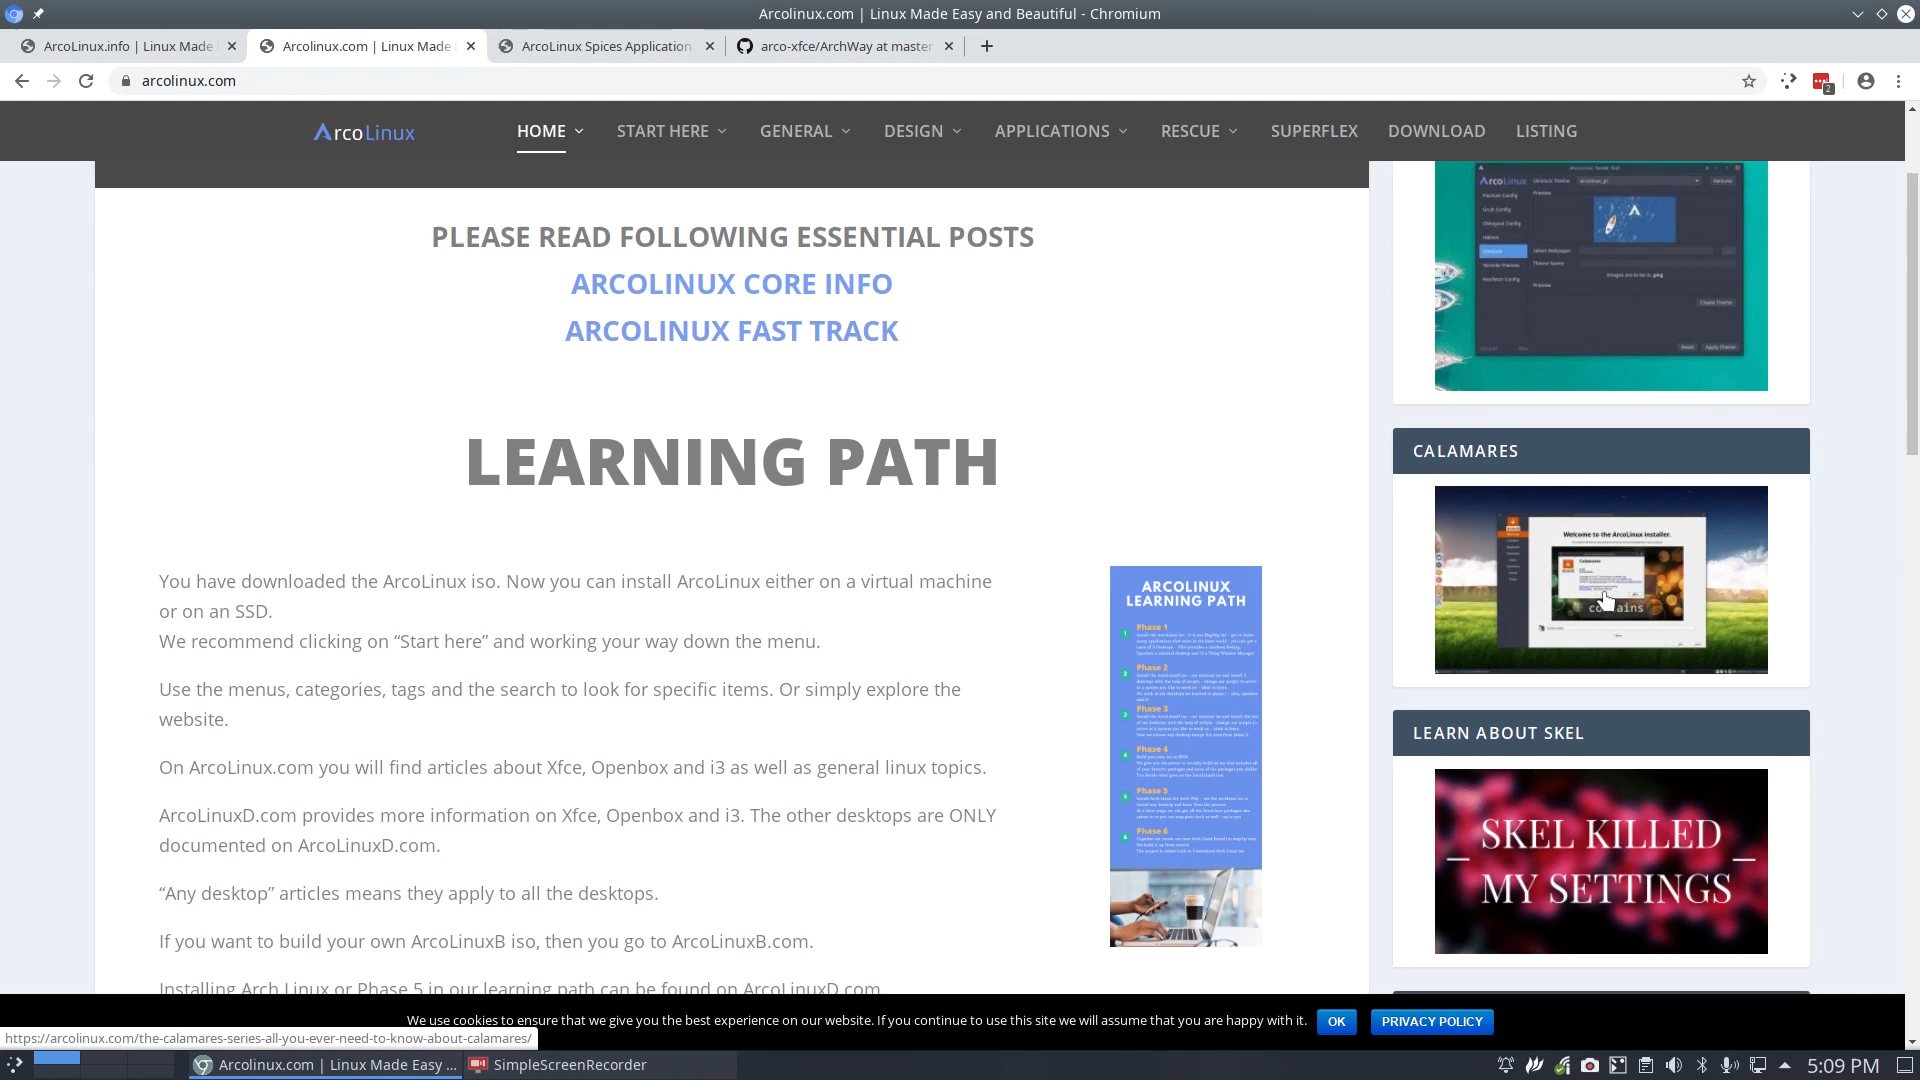 Arcolinux.com | Linux Made Easy and Beautiful - Chromium
ArcoLinux.info | Linux Made
Arcolinux.com | Linux Made
ArcoLinux Spices Application
arco-xfce/ArchWay at master
arcolinux.com
2
ArcoLinux
HOME
START HERE
GENERAL
DESIGN
APPLICATIONS
RESCUE
SUPERFLEX
DOWNLOAD
LISTING
PLEASE READ FOLLOWING ESSENTIAL POSTS
ARCOLINUX CORE INFO
ARCOLINUX FAST TRACK
LEARNING PATH
You have downloaded the ArcoLinux iso. Now you can install ArcoLinux either on a virtual machine
or on an SSD.
We recommend clicking on “Start here” and working your way down the menu.
Use the menus, categories, tags and the search to look for specific items. Or simply explore the
website.
On ArcoLinux.com you will find articles about Xfce, Openbox and i3 as well as general linux topics.
ArcoLinuxD.com provides more information on Xfce, Openbox and i3. The other desktops are ONLY
documented on ArcoLinuxD.com.
“Any desktop” articles means they apply to all the desktops.
If you want to build your own ArcoLinuxB iso, then you go to ArcoLinuxB.com.
Installing Arch Linux or Phase 5 in our learning path can be found on ArcoLinuxD.com
ARCOLINUX
LEARNING PATH
Phase 1
Phase 2
Phase 3
Phase 4
Phase 5
Phase 6
ArcoLinux
CALAMARES
Welcome to the ArcoLinux installer.
Calamares
LEARN ABOUT SKEL
SKEL KILLED
MY SETTINGS
We use cookies to ensure that we give you the best experience on our website. If you continue to use this site we will assume that you are happy with it.
OK
PRIVACY POLICY
https://arcolinux.com/the-calamares-series-all-you-ever-need-to-know-about-calamares/
Arcolinux.com | Linux Made Easy ...
SimpleScreenRecorder
5:09 PM